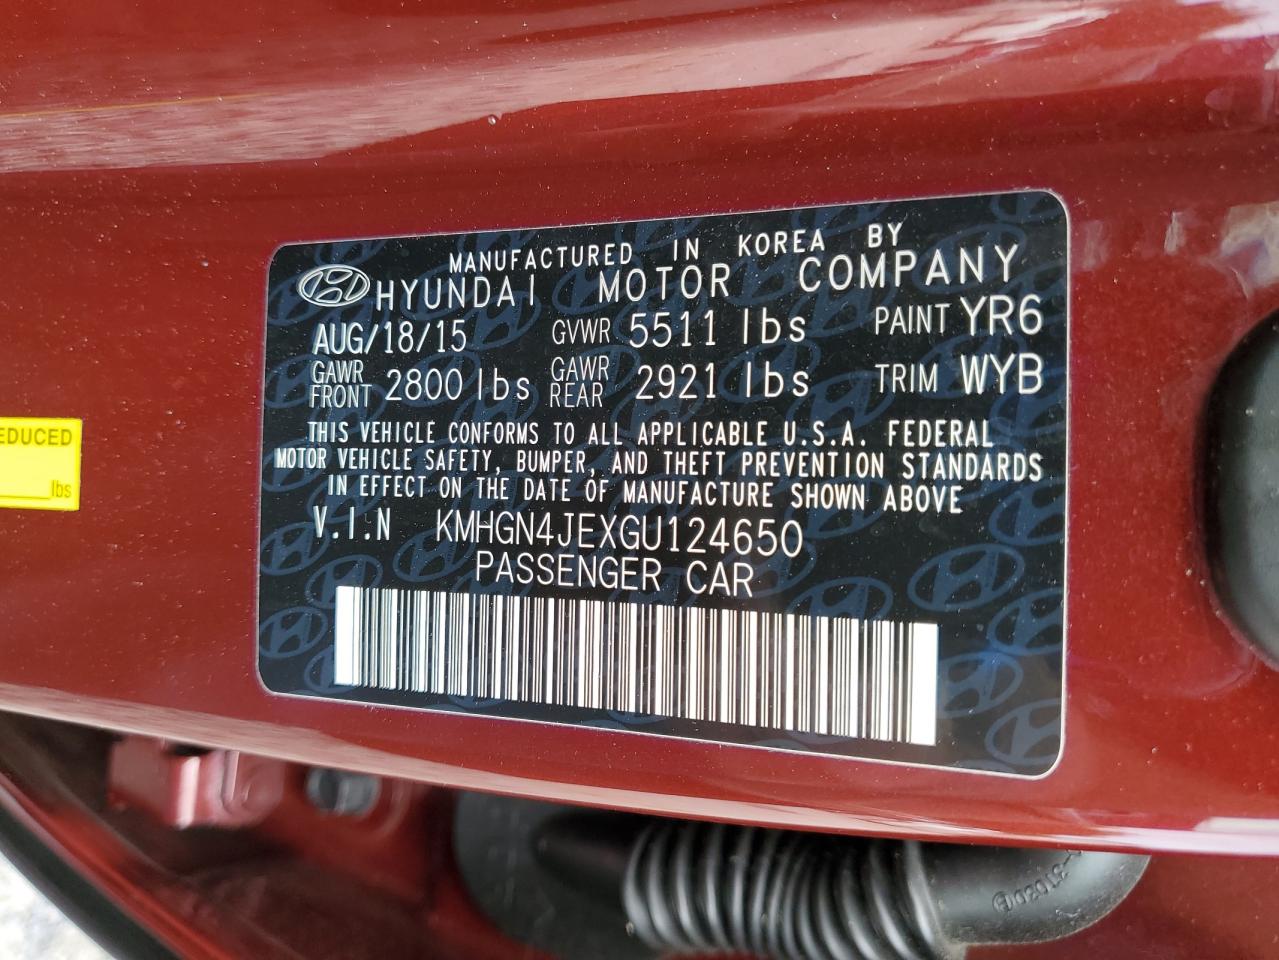 MANUFACTURED IN KOREA BY
HYUNDAI MOTOR COMPANY
AUG/18/15 GVWR 5511 lbs PAINT YR6
GAWR FRONT 2800 lbs GAWR REAR 2921 lbs TRIM WYB
THIS VEHICLE CONFORMS TO ALL APPLICABLE U.S.A. FEDERAL
MOTOR VEHICLE SAFETY, BUMPER, AND THEFT PREVENTION STANDARDS
IN EFFECT ON THE DATE OF MANUFACTURE SHOWN ABOVE
V.I.N KMHGN4JEXGU124650
PASSENGER CAR
EDUCED
lbs